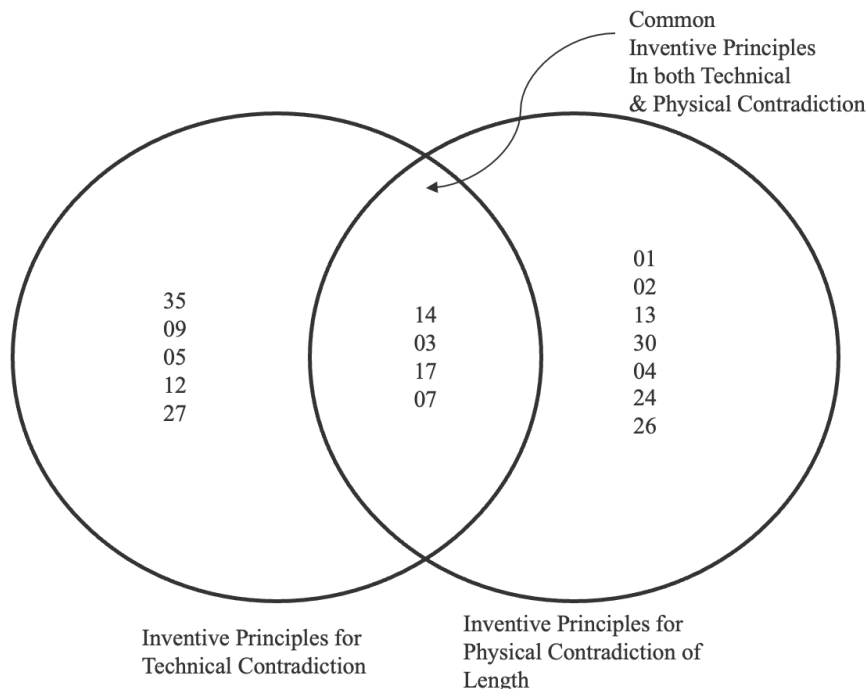 Common
Inventive Principles
In both Technical
& Physical Contradiction
35
09
05
12
27
14
03
17
07
01
02
13
30
04
24
26
Inventive Principles for
Technical Contradiction
Inventive Principles for
Physical Contradiction of
Length